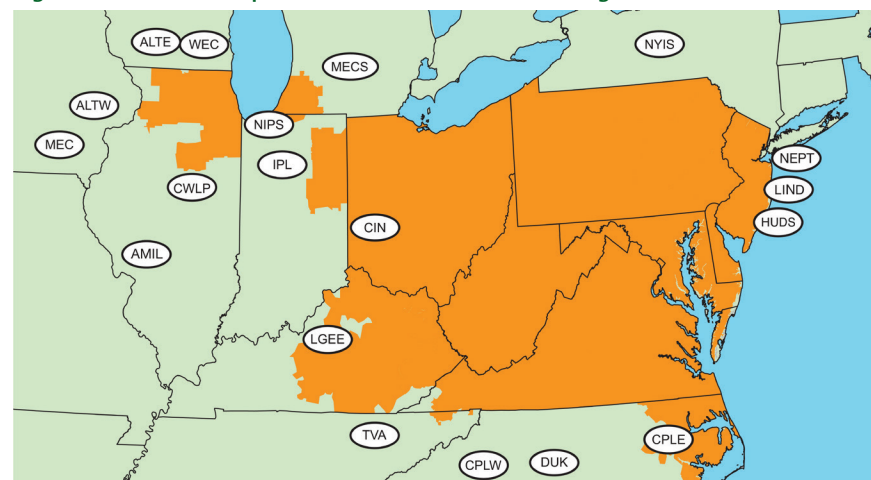 ALTE
WEC
NYIS
MECS
ALTW
NIPS
MEC
IPL
NEPT
CWLP
LIND
HUDS
CIN
AMIL
LGEE
TVA
CPLE
CPLW
DUK